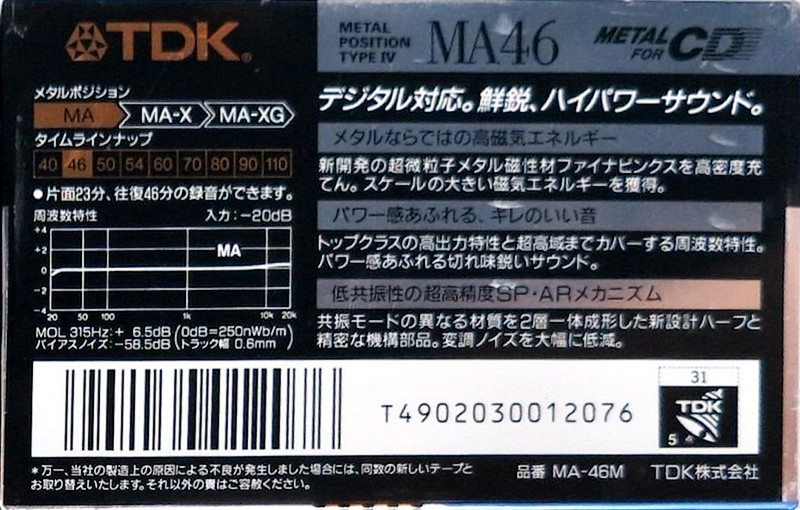 TDK®
METAL
POSITION
TYPE IV
MA46
METAL
FOR CD
メタルポジション
MA MA-X MA-XG
タイムラインナップ
40 46 50 54 60 70 80 90 110
●片面23分、往復46分の録音ができます。
周波数特性 入力:-20dB
+4
+2
0
-2
-4
MA
20 50 100 1k 10k 20k
MOL 315Hz:+ 6.5dB (0dB=250nWb/m)
バイアスノイズ:-58.5dB (トラック幅 0.6mm)
デジタル対応。鮮鋭、ハイパワーサウンド。
メタルならではの高磁気エネルギー
新開発の超微粒子メタル磁性材ファイナビンクスを高密度充
てん。スケールの大きい磁気エネルギーを獲得。
パワー感あふれる、キレのいい音
トップクラスの高出力特性と超高域までカバーする周波数特性。
パワー感あふれる切れ味鋭いサウンド。
低共振性の超高精度SP・ARメカニズム
共振モードの異なる材質を2層一体成形した新設計ハーフと
精密な機構部品。変調ノイズを大幅に低減。
T4902030012076
31
TDK
5
*万一、当社の製造上の原因による不良が発生しました場合には、同数の新しいテープと
お取り替えいたします。それ以外の責はご容赦ください。
品番 MA-46M TDK株式会社